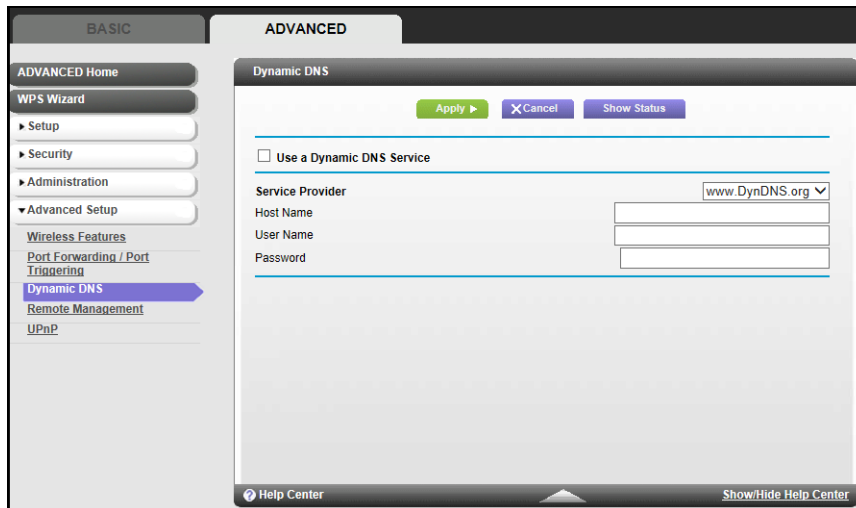 BASIC
ADVANCED
ADVANCED Home
WPS Wizard
Setup
Security
Administration
Advanced Setup
Wireless Features
Port Forwarding / Port
Triggering
Dynamic DNS
Remote Management
UPnP
Dynamic DNS
Apply
Cancel
Show Status
Use a Dynamic DNS Service
Service Provider
www.DynDNS.org
Host Name
User Name
Password
Help Center
Show/Hide Help Center